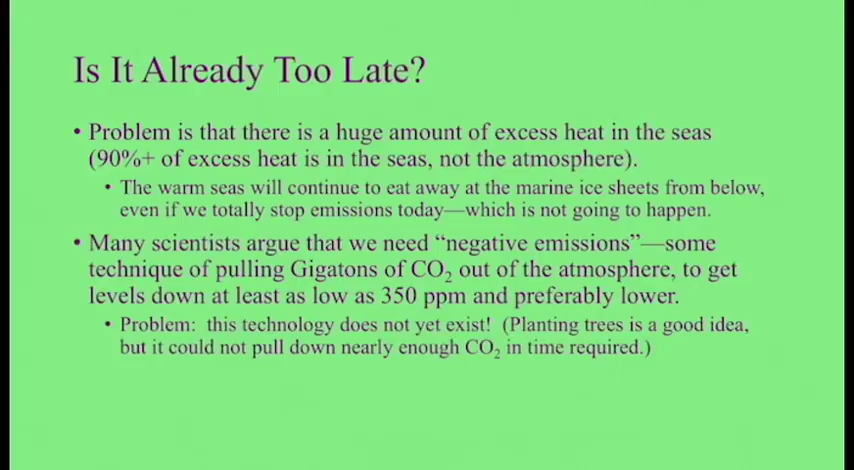 Is It Already Too Late?
• Problem is that there is a huge amount of excess heat in the seas
(90%+ of excess heat is in the seas, not the atmosphere).
• The warm seas will continue to eat away at the marine ice sheets from below,
even if we totally stop emissions today—which is not going to happen.
• Many scientists argue that we need “negative emissions”—some
technique of pulling Gigatons of CO₂ out of the atmosphere, to get
levels down at least as low as 350 ppm and preferably lower.
• Problem: this technology does not yet exist! (Planting trees is a good idea,
but it could not pull down nearly enough CO₂ in time required.)